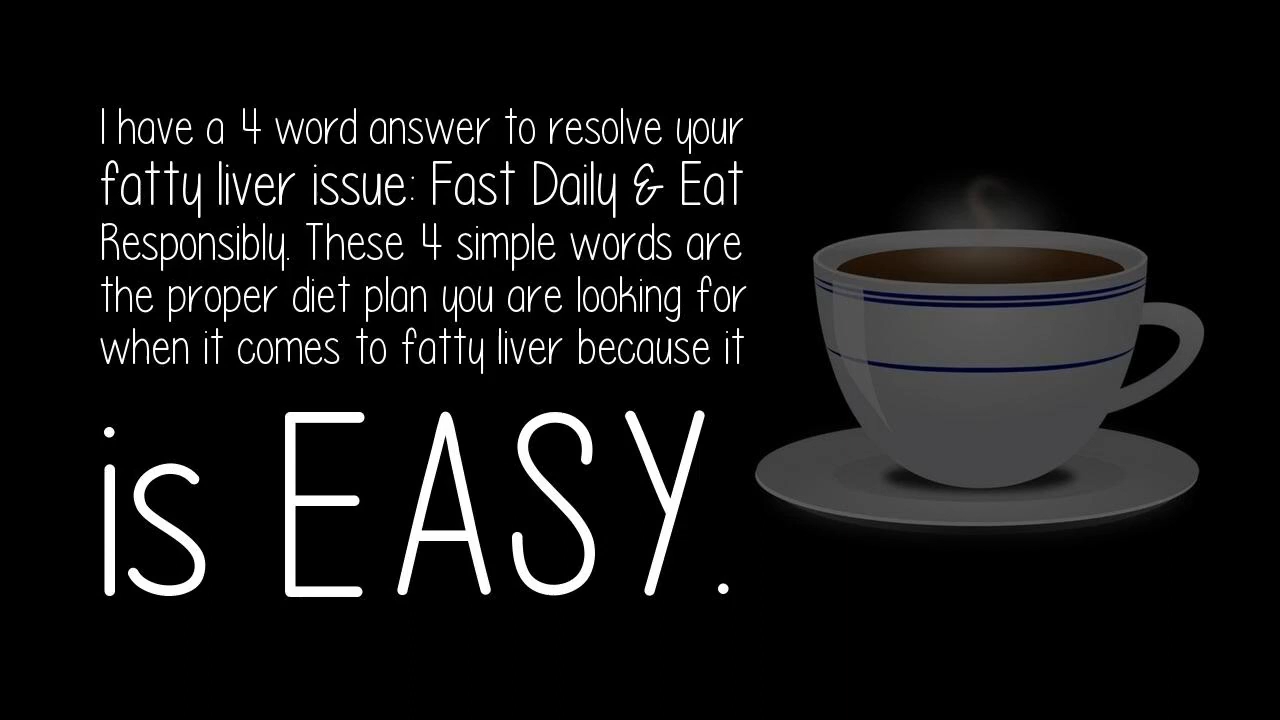 I have a 4 word answer to resolve your
fatty liver issue: Fast Daily & Eat
Responsibly. These 4 simple words are
the proper diet plan you are looking for
when it comes to fatty liver because it
is EASY.